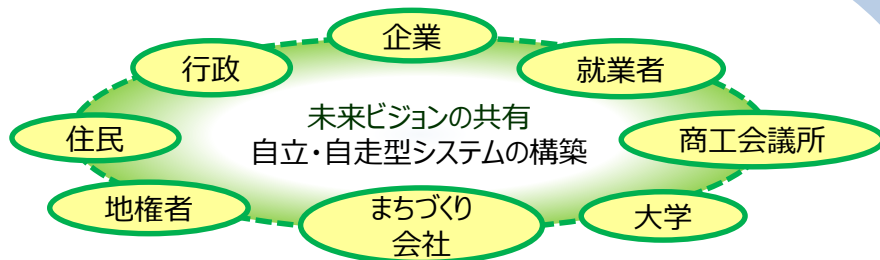 企業
行政
就業者
未来ビジョンの共有
住民
商工会議所
自立・自走型システムの構築
地権者
まちづくり
会社
大学